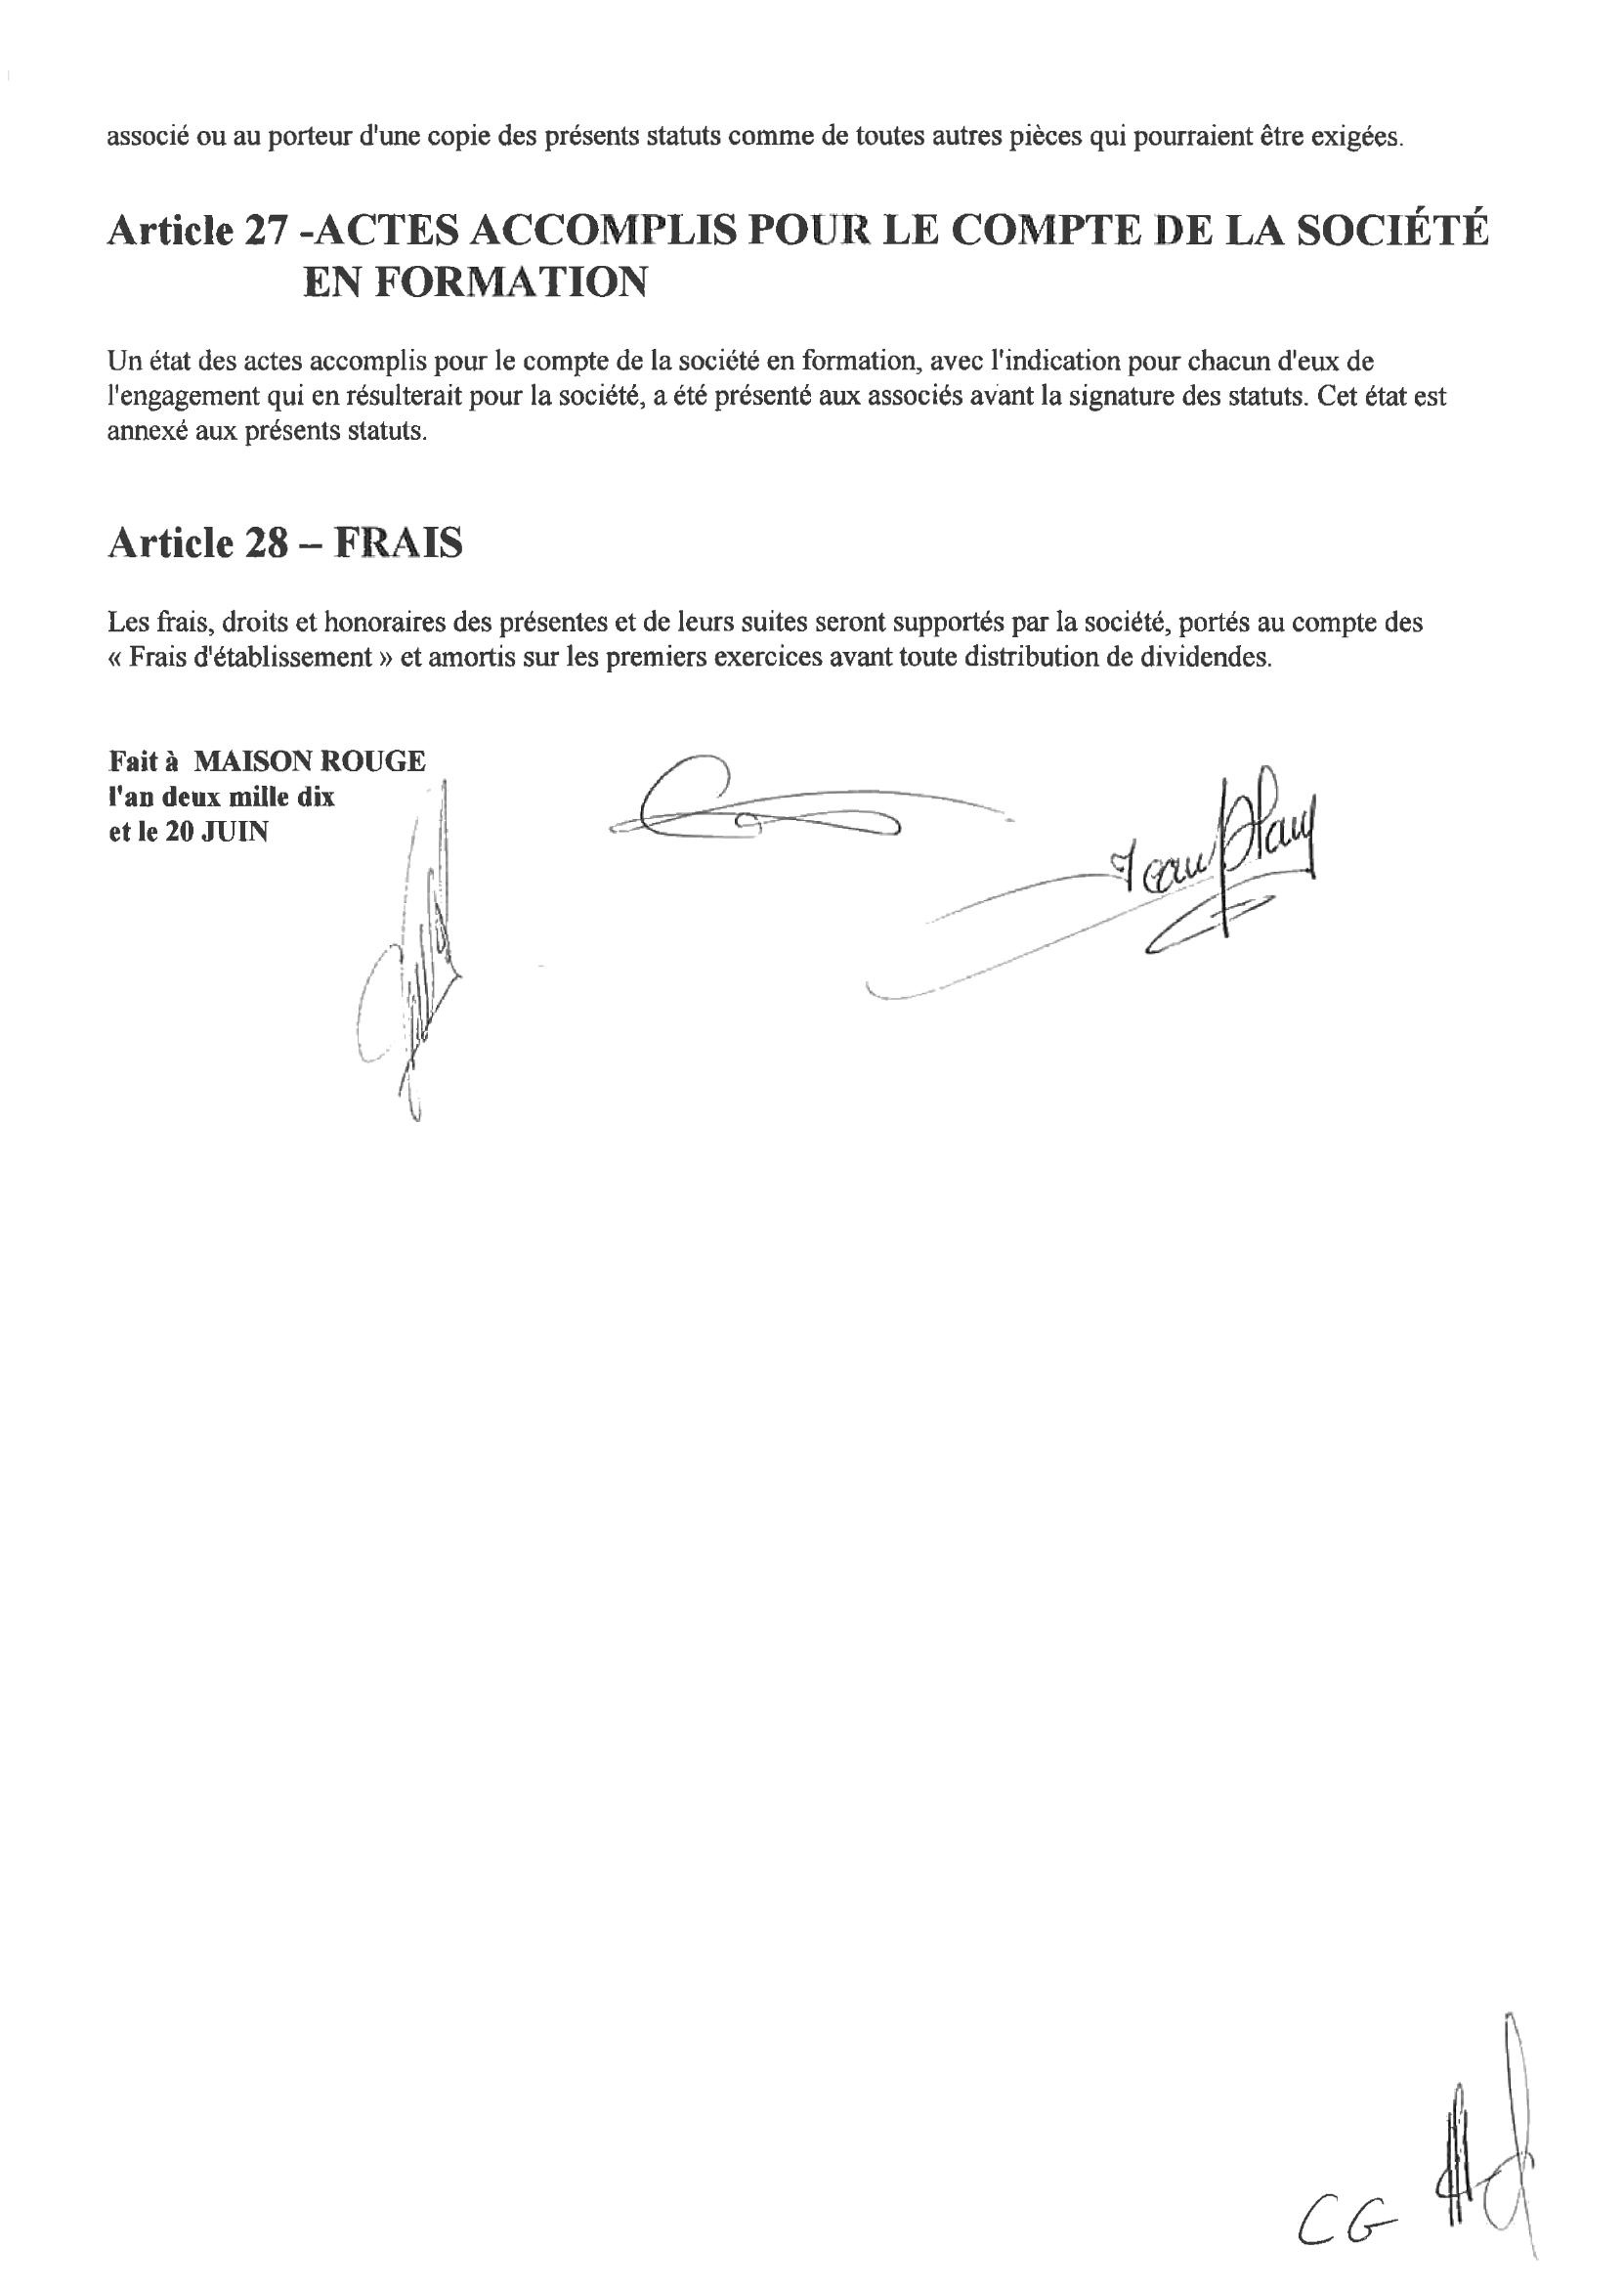 associé ou au porteur d'une copie des présents statuts comme de toutes autres pièces qui pourraient être exigées.
Article 27 -ACTES ACCOMPLIS POUR LE COMPTE DE LA SOCIÉTÉ
EN FORMATION
Un état des actes accomplis pour le compte de la société en formation, avec l'indication pour chacun d'eux de
l'engagement qui en résulterait pour la société, a été présenté aux associés avant la signature des statuts. Cet état est
annexé aux présents statuts.
Article 28 – FRAIS
Les frais, droits et honoraires des présentes et de leurs suites seront supportés par la société, portés au compte des
« Frais d'établissement » et amortis sur les premiers exercices avant toute distribution de dividendes.
Fait à MAISON ROUGE
l'an deux mille dix
et le 20 JUIN
CG